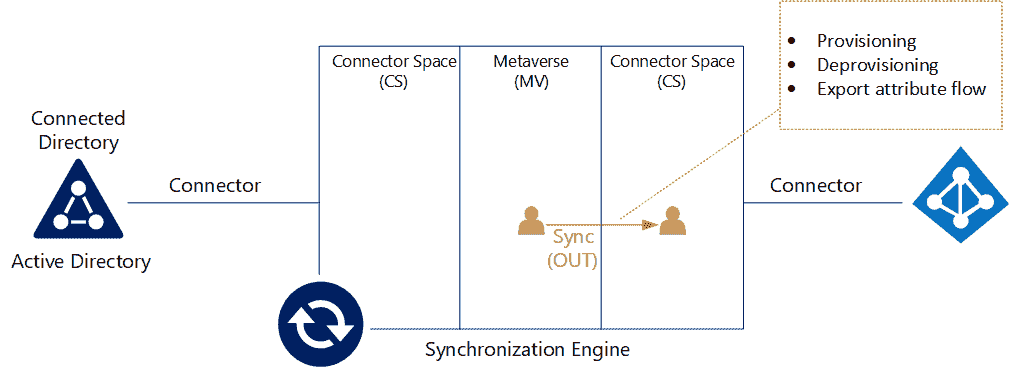 Provisioning
Deprovisioning
Export attribute flow
Connector Space
(CS)
Metaverse
(MV)
Connector Space
(CS)
Connected
Directory
Connector
Connector
Sync
(OUT)
Active Directory
Synchronization Engine